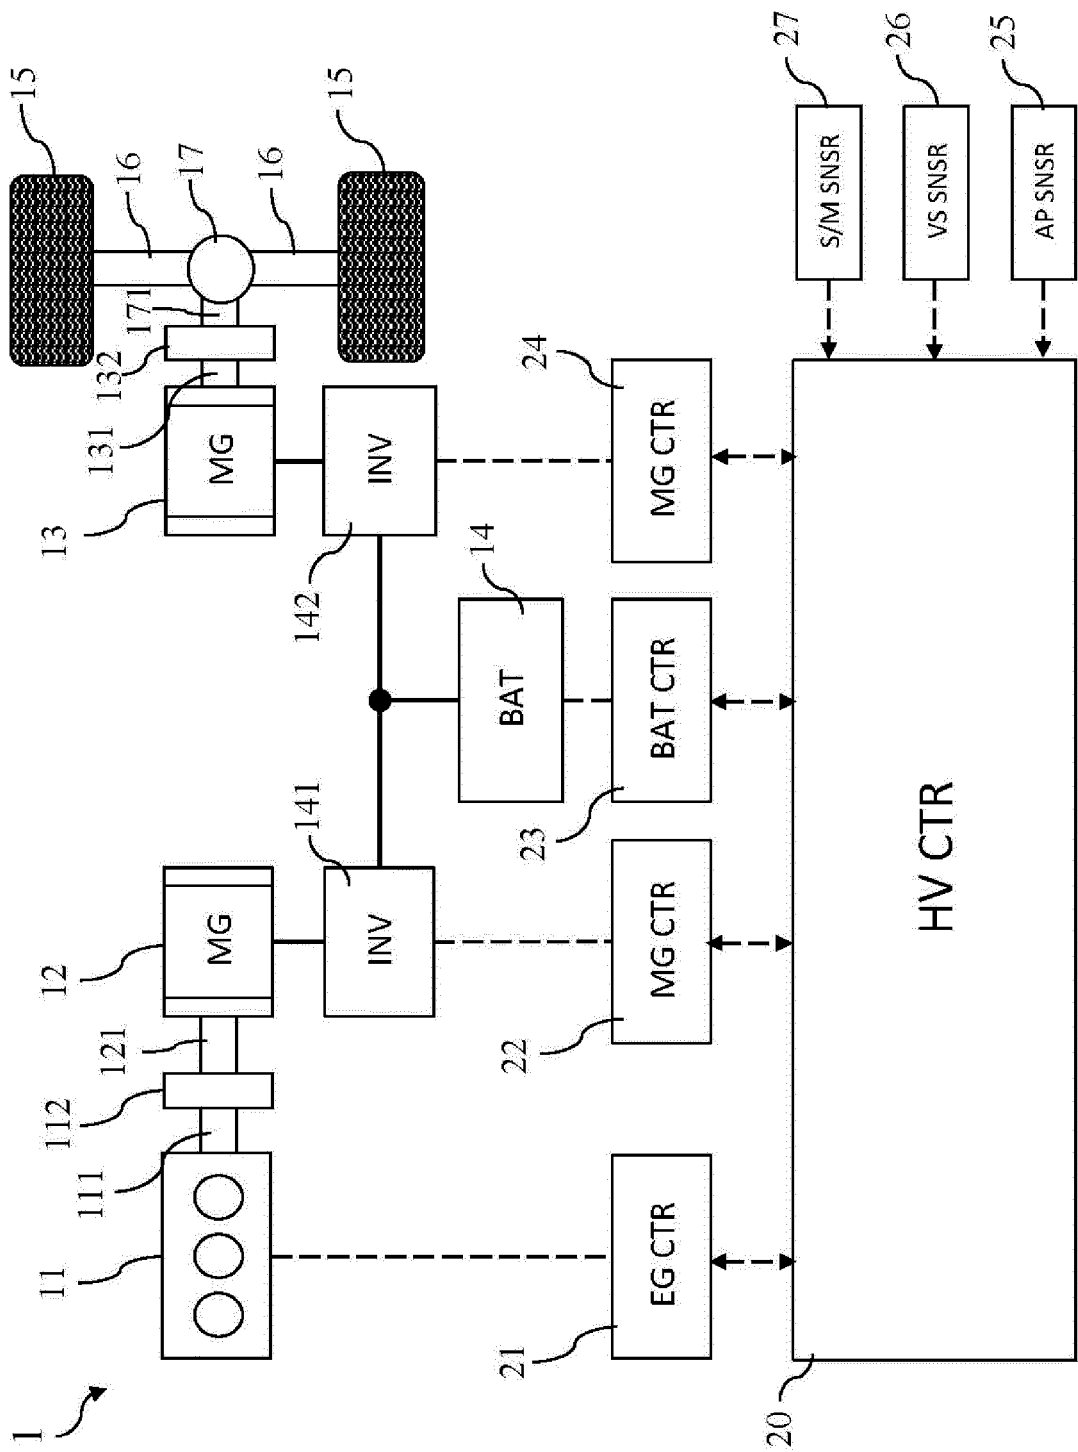 1
11
111
112
121
12
MG
13
MG
131
132
171
17
16
16
15
15
141
INV
142
INV
14
BAT
21
EG CTR
22
MG CTR
23
BAT CTR
24
MG CTR
20
HV CTR
27
S/M SNSR
26
VS SNSR
25
AP SNSR